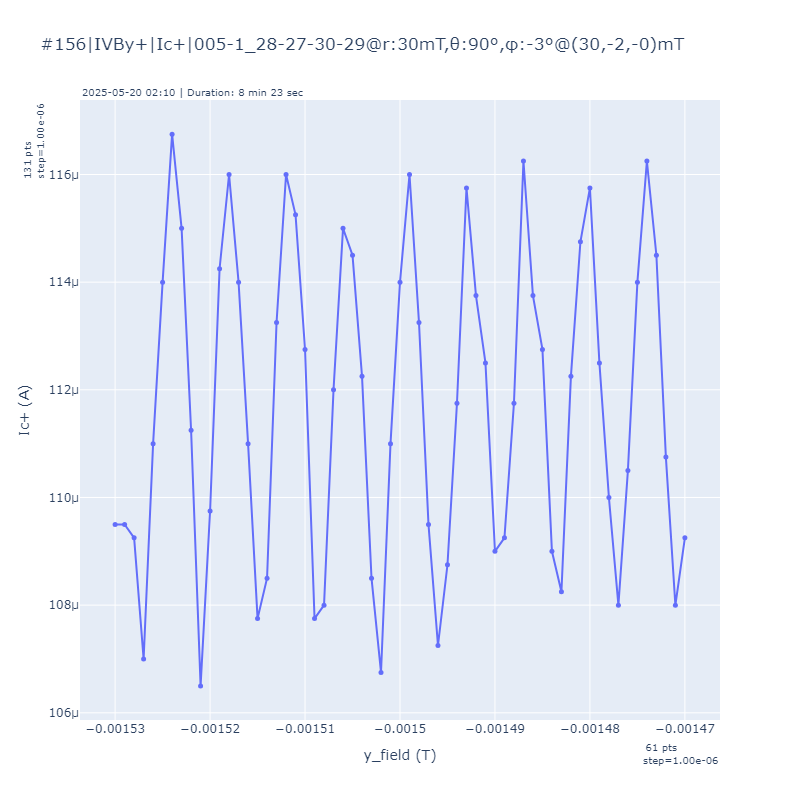 #156|IVBy+|Ic+|005-1_28-27-30-29@r:30mT,θ:90º,φ:-3º@(30,-2,-0)mT
2025-05-20 02:10 | Duration: 8 min 23 sec
131 pts
step=1.00e-06
116μ
114μ
112μ
110μ
108μ
106μ
Ic+ (A)
−0.00153
−0.00152
−0.00151
−0.0015
−0.00149
−0.00148
−0.00147
y_field (T)
61 pts
step=1.00e-06